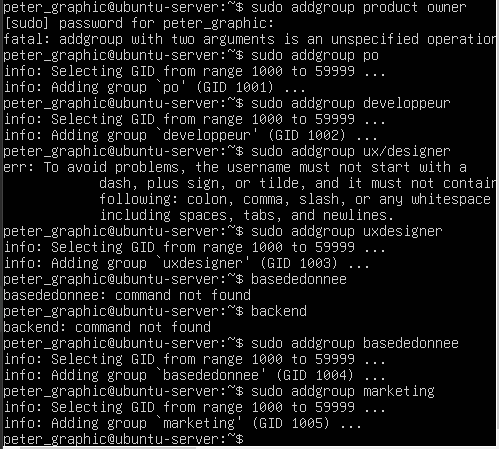 peter_graphic@ubuntu-server:~$ sudo addgroup product owner
[sudo] password for peter_graphic:
fatal: addgroup with two arguments is an unspecified operation
peter_graphic@ubuntu-server:~$ sudo addgroup po
info: Selecting GID from range 1000 to 59999 ...
info: Adding group `po' (GID 1001) ...
peter_graphic@ubuntu-server:~$ sudo addgroup developpeur
info: Selecting GID from range 1000 to 59999 ...
info: Adding group `developpeur' (GID 1002) ...
peter_graphic@ubuntu-server:~$ sudo addgroup ux/designer
err: To avoid problems, the username must not start with a
dash, plus sign, or tilde, and it must not contain
following: colon, comma, slash, or any whitespace
including spaces, tabs, and newlines.
peter_graphic@ubuntu-server:~$ sudo addgroup uxdesigner
info: Selecting GID from range 1000 to 59999 ...
info: Adding group `uxdesigner' (GID 1003) ...
peter_graphic@ubuntu-server:~$ basededonnee
basededonnee: command not found
peter_graphic@ubuntu-server:~$ backend
backend: command not found
peter_graphic@ubuntu-server:~$ sudo addgroup basededonnee
info: Selecting GID from range 1000 to 59999 ...
info: Adding group `basededonnee' (GID 1004) ...
peter_graphic@ubuntu-server:~$ sudo addgroup marketing
info: Selecting GID from range 1000 to 59999 ...
info: Adding group `marketing' (GID 1005) ...
peter_graphic@ubuntu-server:~$